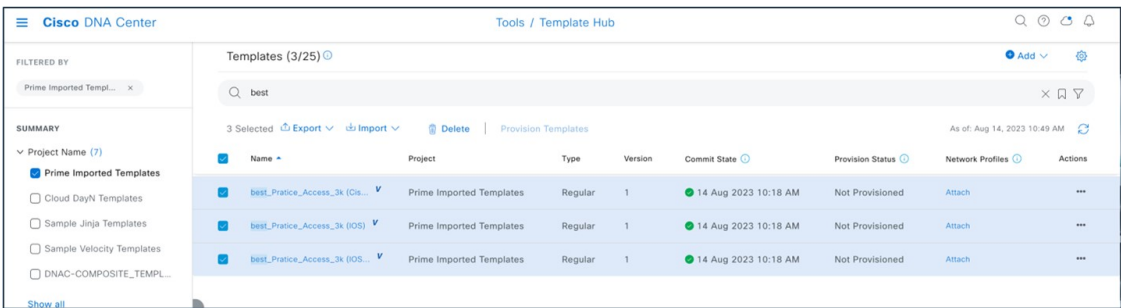 Cisco DNA Center
Tools / Template Hub
FILTERED BY
Prime Imported Templ... ×
SUMMARY
Project Name (7)
Prime Imported Templates
Cloud DayN Templates
Sample Jinja Templates
Sample Velocity Templates
DNAC-COMPOSITE_TEMPL...
Show all
Templates (3/25)
Add
best
3 Selected Export Import Delete Provision Templates As of: Aug 14, 2023 10:49 AM
Name Project Type Version Commit State Provision Status Network Profiles Actions
best_Pratice_Access_3k (Cis... V Prime Imported Templates Regular 1 14 Aug 2023 10:18 AM Not Provisioned Attach ...
best_Pratice_Access_3k (IOS) V Prime Imported Templates Regular 1 14 Aug 2023 10:18 AM Not Provisioned Attach ...
best_Pratice_Access_3k (IOS... V Prime Imported Templates Regular 1 14 Aug 2023 10:18 AM Not Provisioned Attach ...